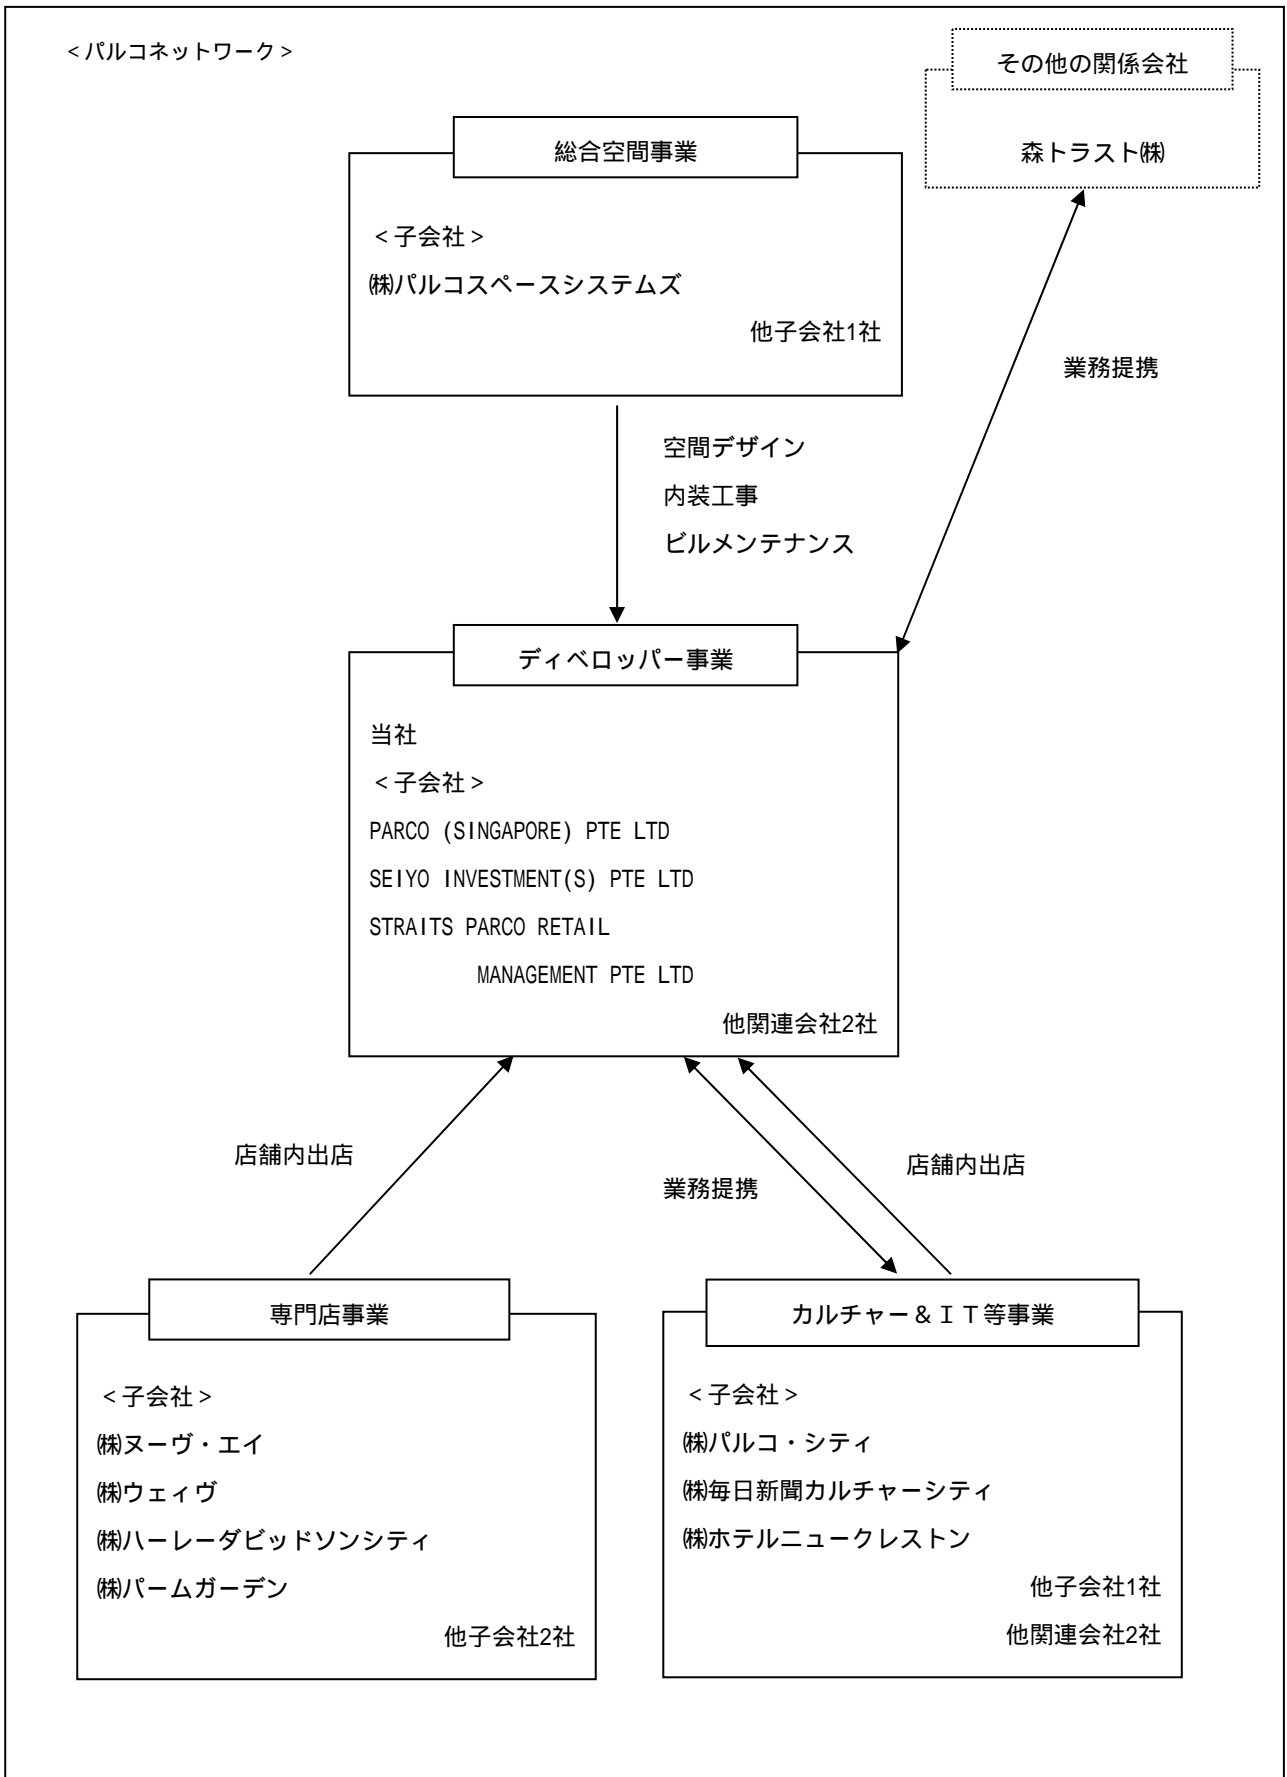 <パルコネットワーク>
その他の関係会社
森トラスト㈱
総合空間事業
<子会社>
㈱パルコスペースシステムズ
他子会社1社
業務提携
空間デザイン
内装工事
ビルメンテナンス
ディベロッパー事業
当社
<子会社>
PARCO (SINGAPORE) PTE LTD
SEIYO INVESTMENT(S) PTE LTD
STRAITS PARCO RETAIL
MANAGEMENT PTE LTD
他関連会社2社
店舗内出店
業務提携
店舗内出店
専門店事業
<子会社>
㈱ヌーヴ・エイ
㈱ウェィヴ
㈱ハーレーダビッドソンシティ
㈱パームガーデン
他子会社2社
カルチャー&IT等事業
<子会社>
㈱パルコ・シティ
㈱毎日新聞カルチャーシティ
㈱ホテルニュークレストン
他子会社1社
他関連会社2社